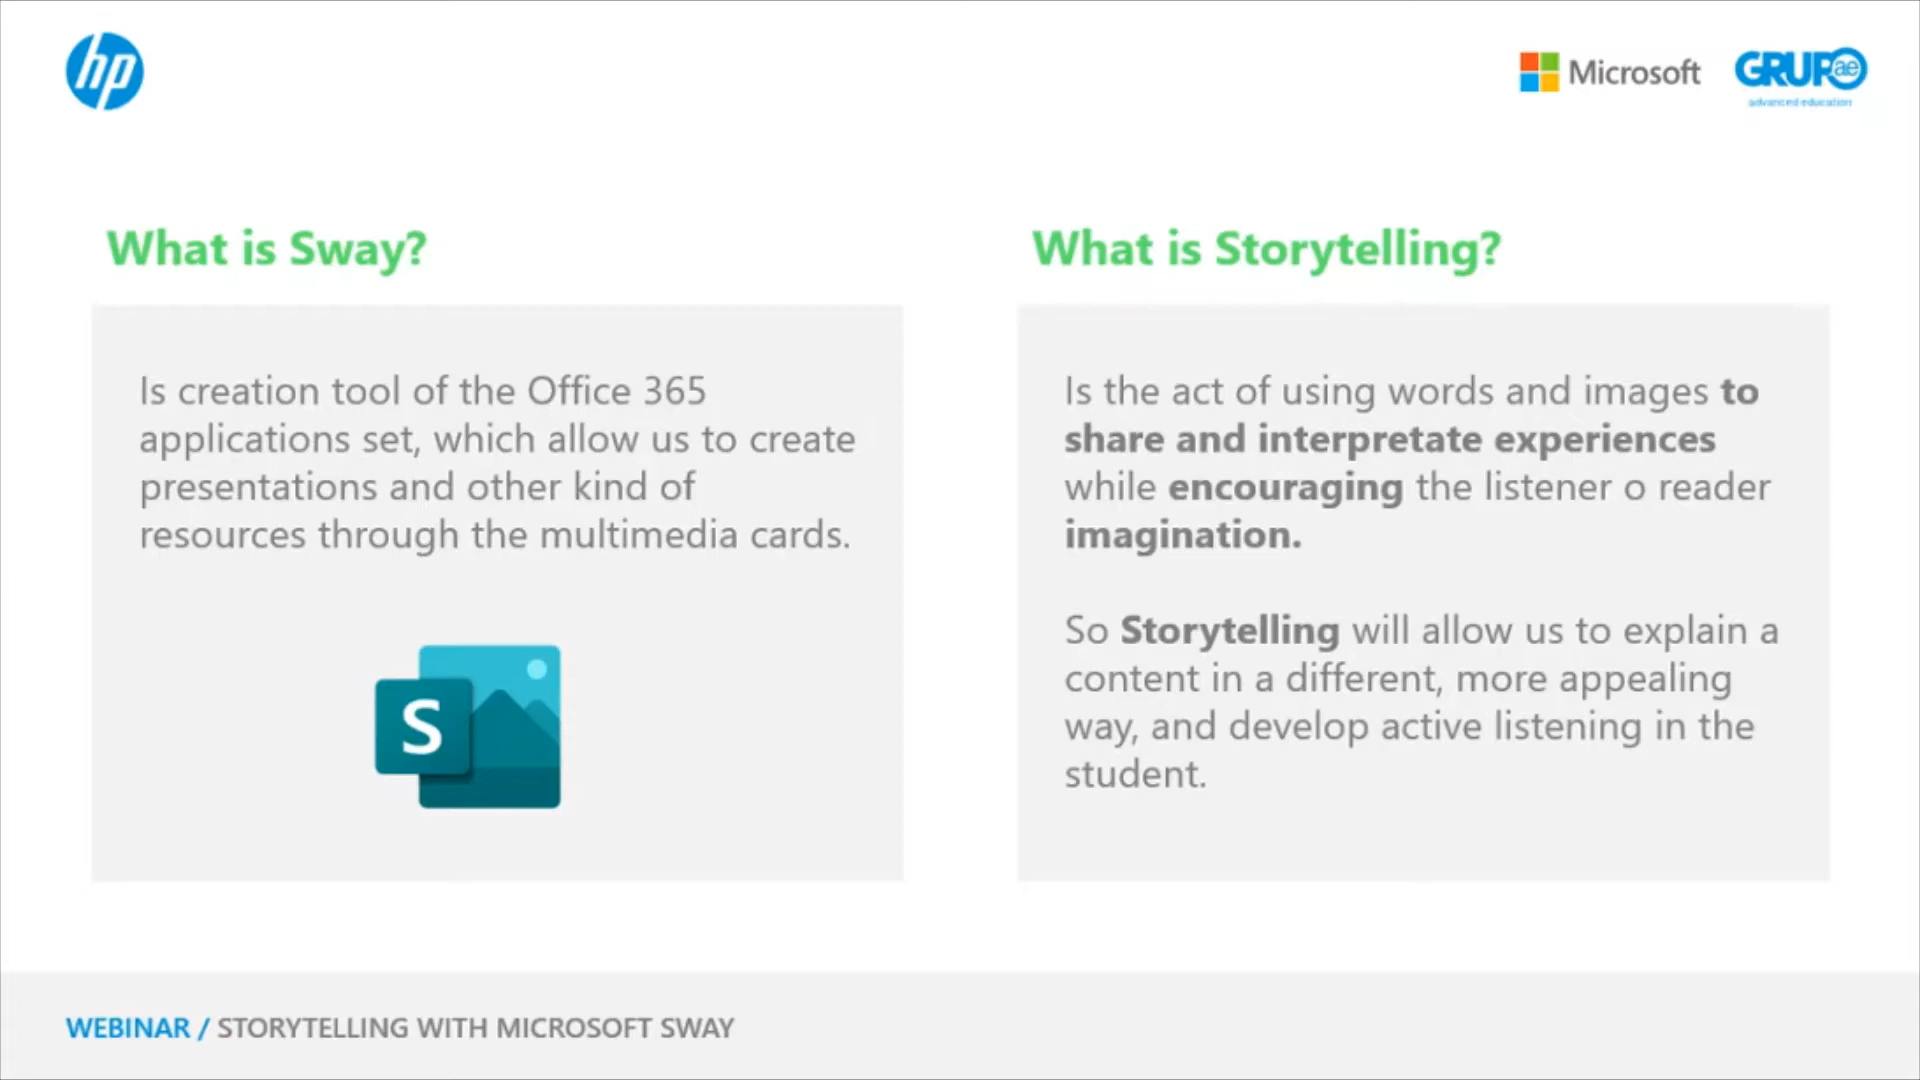 hp
Microsoft
GRUPO ae
advanced education
What is Sway?
Is creation tool of the Office 365
applications set, which allow us to create
presentations and other kind of
resources through the multimedia cards.
S
What is Storytelling?
Is the act of using words and images to
share and interpretate experiences
while encouraging the listener o reader
imagination.
So Storytelling will allow us to explain a
content in a different, more appealing
way, and develop active listening in the
student.
WEBINAR / STORYTELLING WITH MICROSOFT SWAY